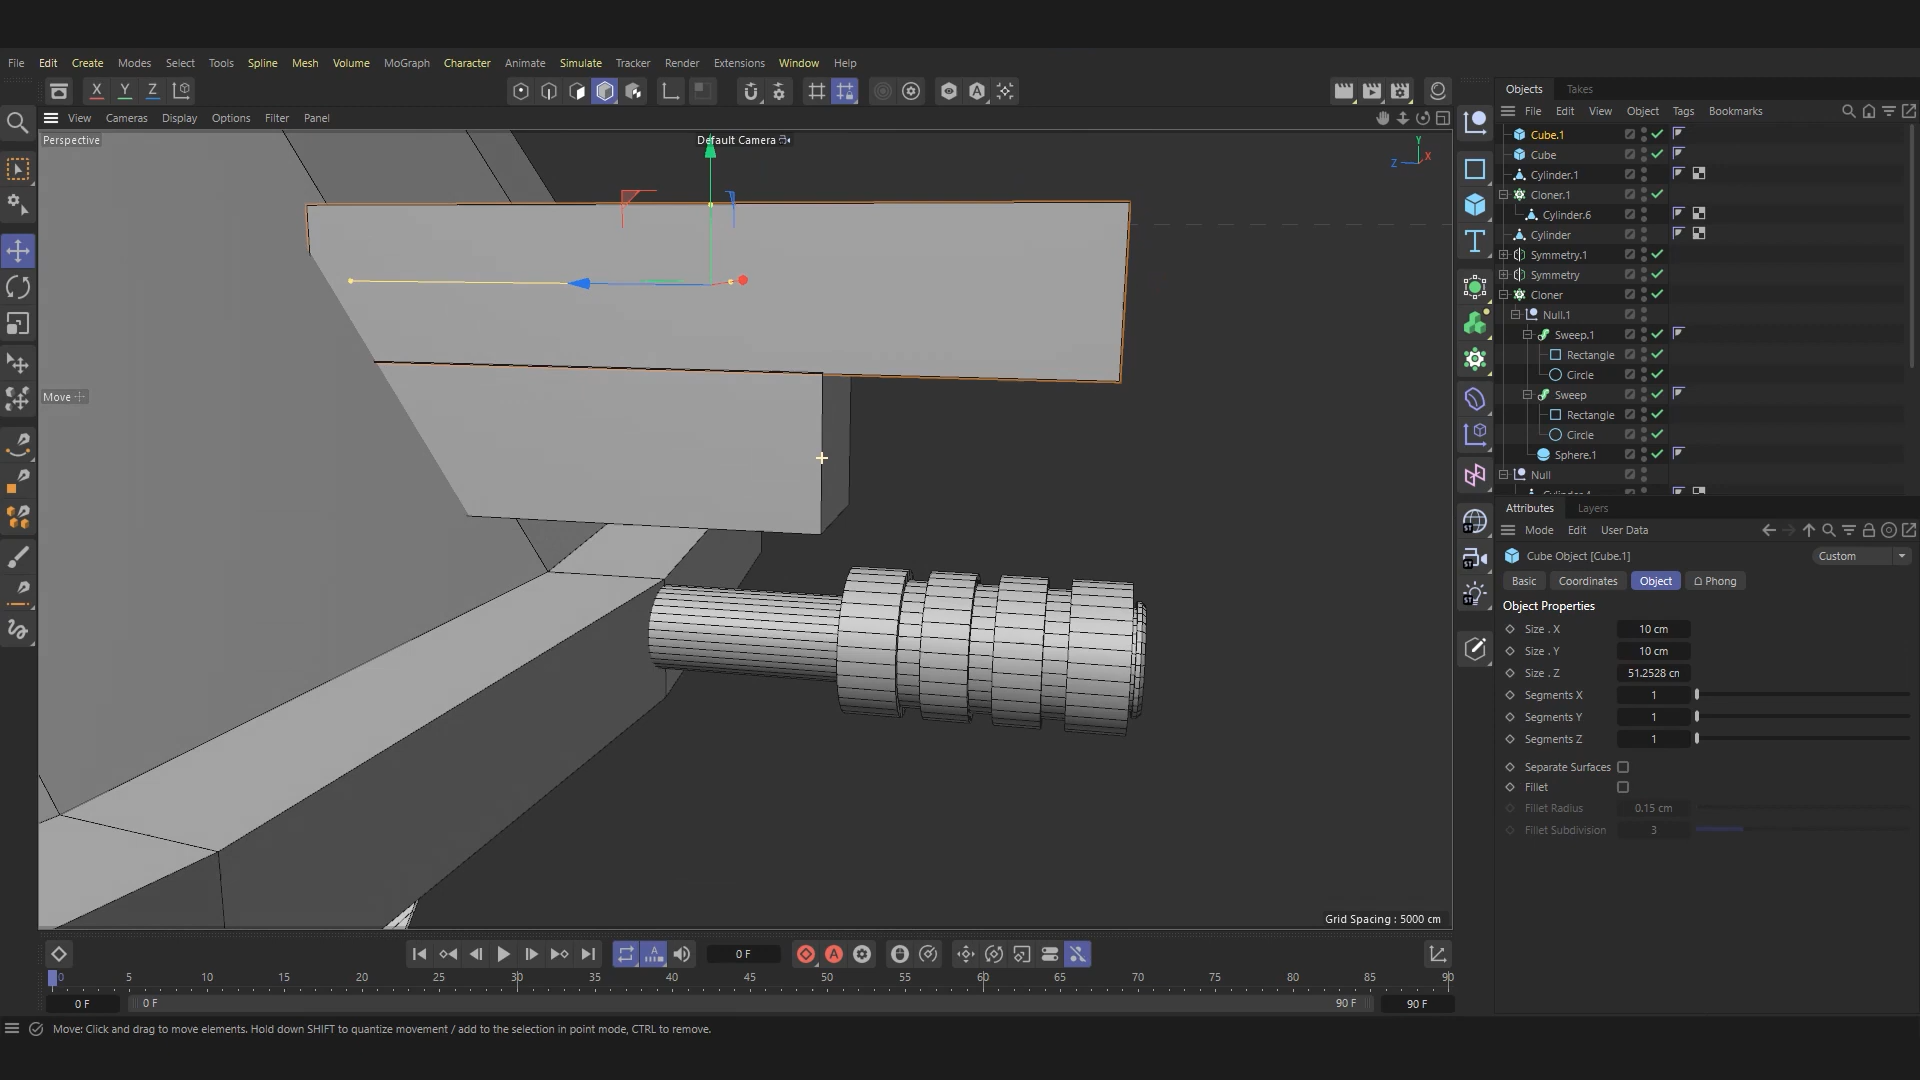 File Edit Create Modes Select Tools Spline Mesh Volume MoGraph Character Animate Simulate Tracker Render Extensions Window Help
X Y Z
View Cameras Display Options Filter Panel
Perspective
Default Camera
Y
Z X
Move
Grid Spacing : 5000 cm
Objects Takes
File Edit View Object Tags Bookmarks
Cube.1
Cube
Cylinder.1
Cloner.1
Cylinder.6
Cylinder
Symmetry.1
Symmetry
Cloner
Null.1
Sweep.1
Rectangle
Circle
Sweep
Rectangle
Circle
Sphere.1
Null
Attributes Layers
Mode Edit User Data
Cube Object [Cube.1]
Custom
Basic Coordinates Object Phong
Object Properties
Size . X 10 cm
Size . Y 10 cm
Size . Z 51.2528 cn
Segments X 1
Segments Y 1
Segments Z 1
Separate Surfaces
Fillet
Fillet Radius 0.15 cm
Fillet Subdivision 3
0 F
0 5 10 15 20 25 30 35 40 45 50 55 60 65 70 75 80 85 90
0 F 0 F 90 F 90 F
Move: Click and drag to move elements. Hold down SHIFT to quantize movement / add to the selection in point mode, CTRL to remove.